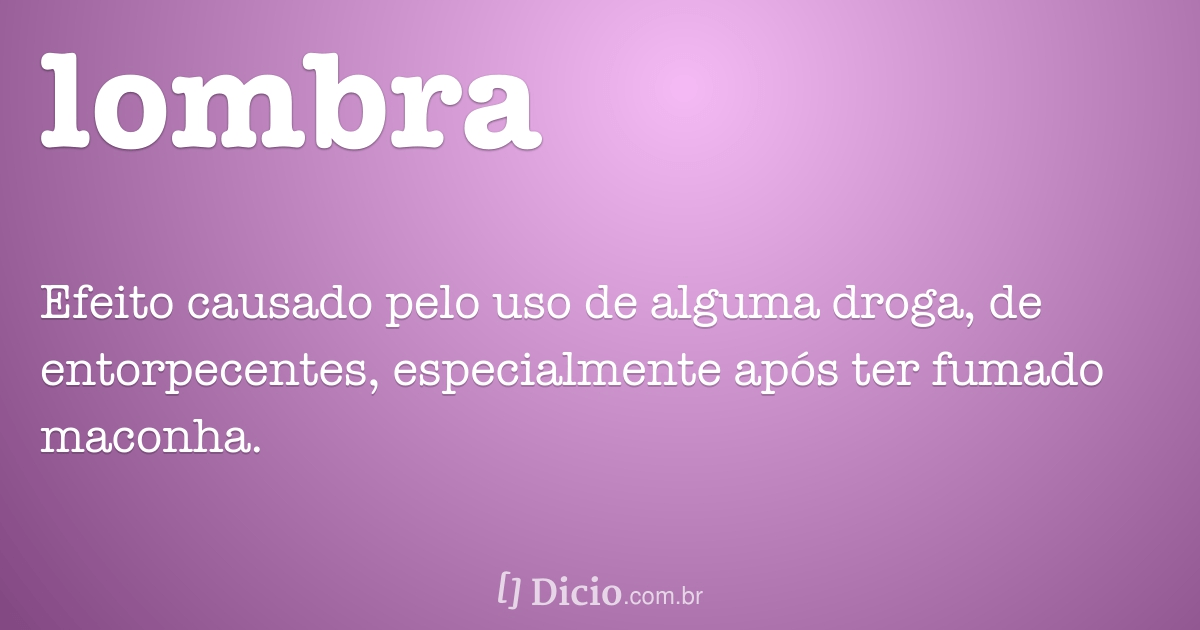 lombra
Efeito causado pelo uso de alguma droga, de
entorpecentes, especialmente após ter fumado
maconha.
[] Dicio.com.br